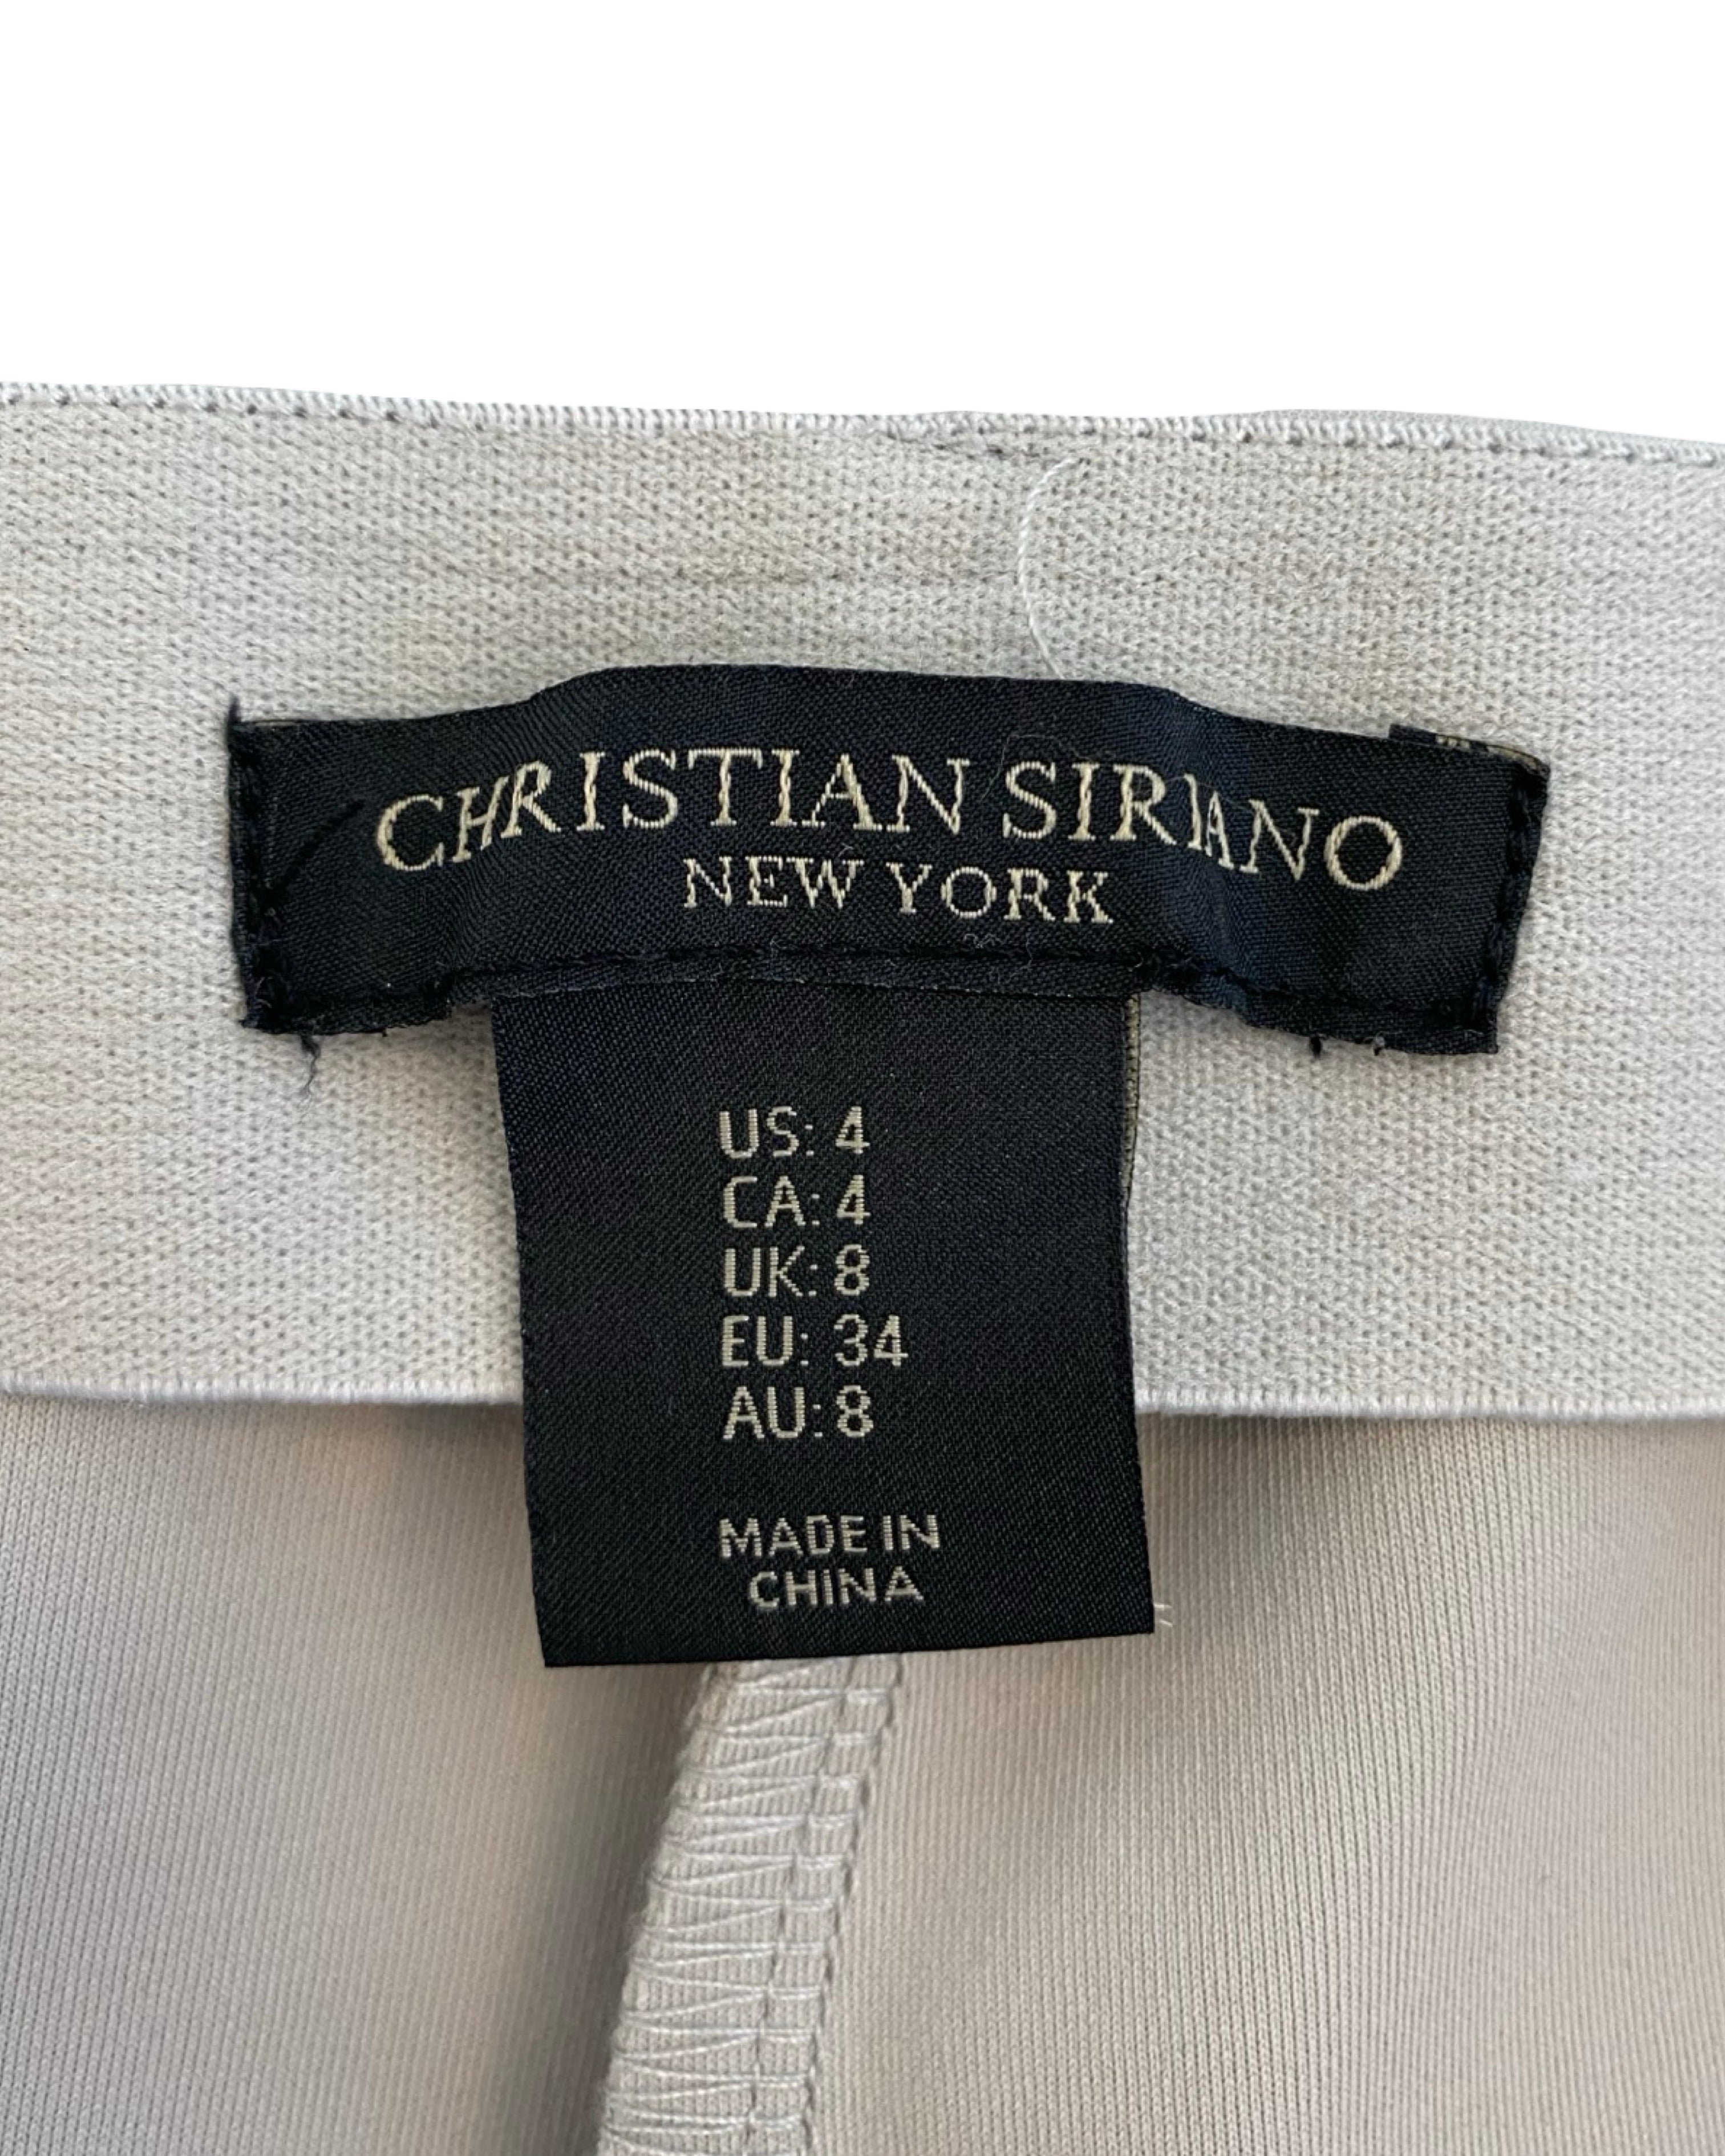 CHRISTIAN SIRIANO
NEW YORK
US: 4
CA: 4
UK: 8
EU: 34
AU: 8
MADE IN
CHINA